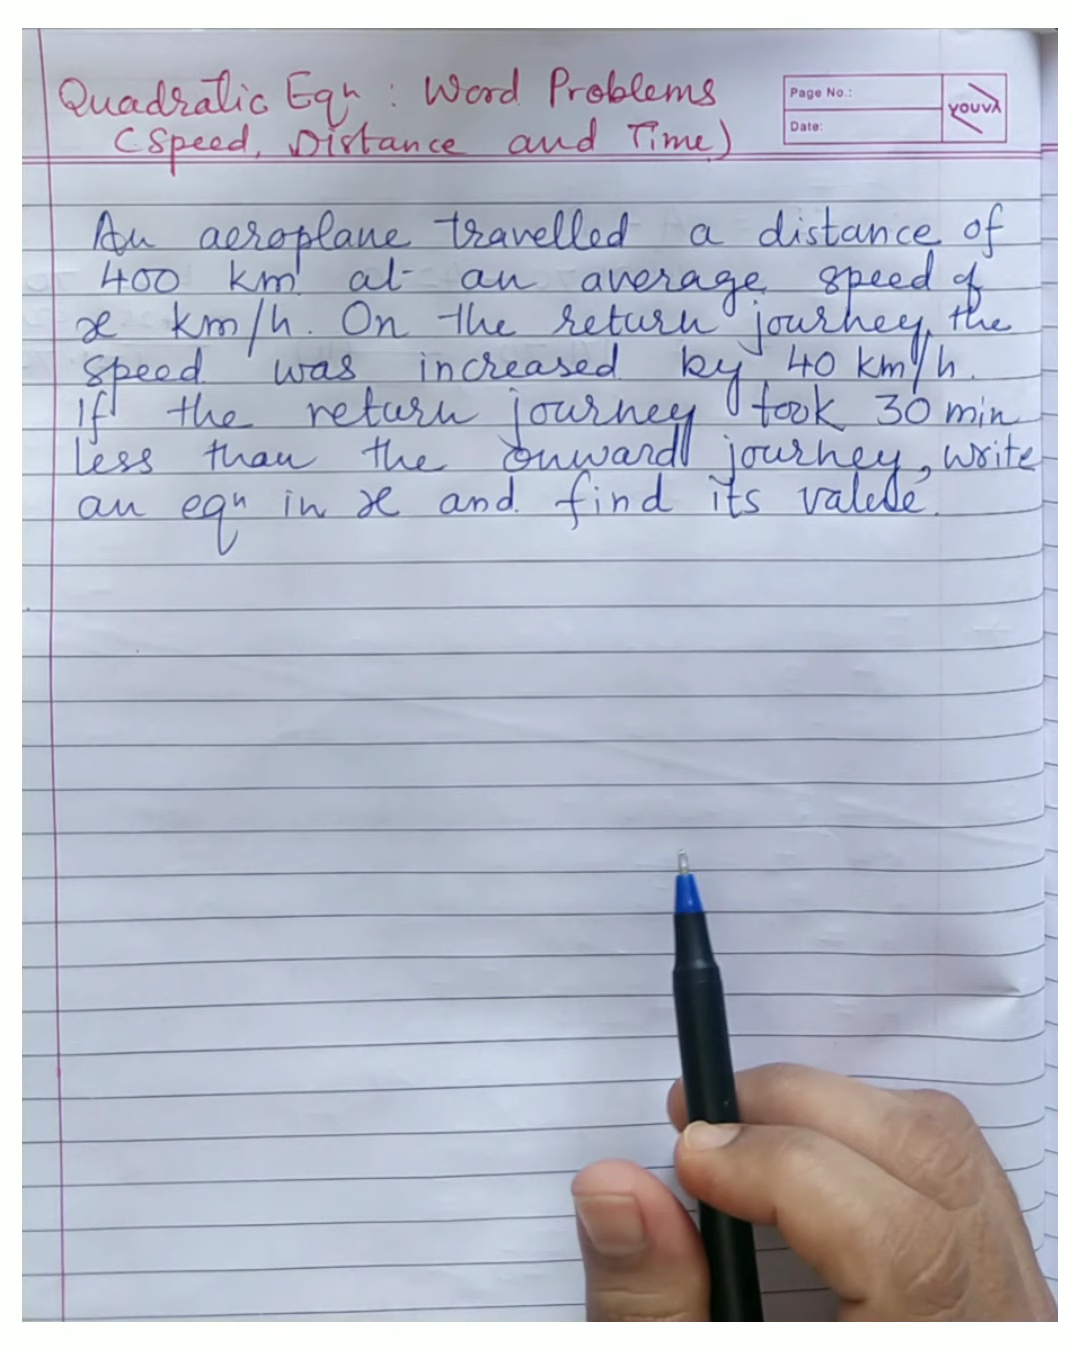 Quadratic Eqn : Word Problems
(Speed, Distance and Time)
Page No.:
Date:
YOUVA
An aeroplane travelled a distance of
400 km at an average speed of
x km/h. On the return journey, the
speed was increased by 40 km/h.
If the return journey took 30 min
less than the onward journey, write
an eqn in x and find its value.